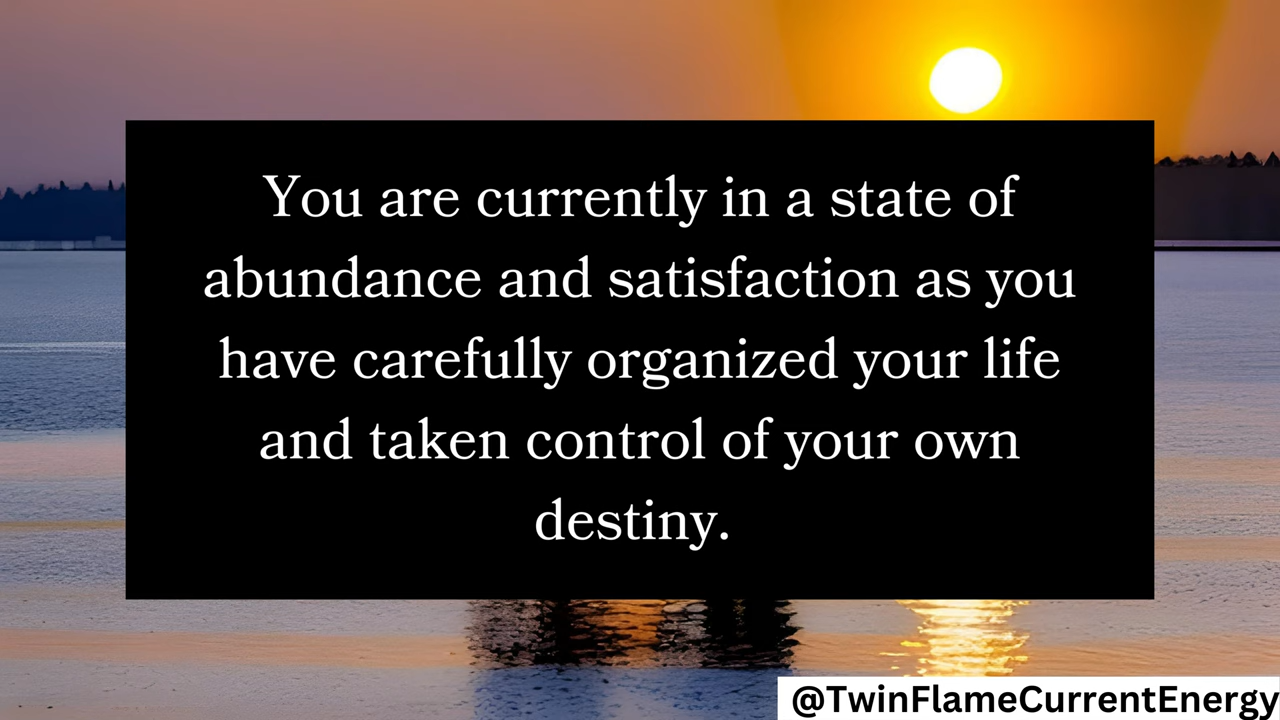 You are currently in a state of
abundance and satisfaction as you
have carefully organized your life
and taken control of your own
destiny.
@TwinFlameCurrentEnergy